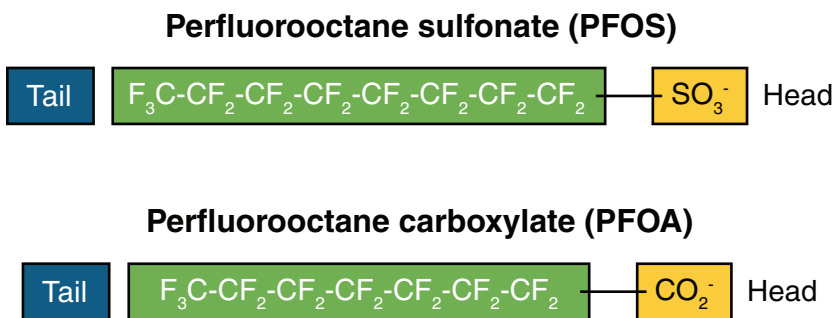 Perfluorooctane sulfonate (PFOS)
Tail F₃C-CF₂-CF₂-CF₂-CF₂-CF₂-CF₂-CF₂ SO₃⁻ Head
Perfluorooctane carboxylate (PFOA)
Tail F₃C-CF₂-CF₂-CF₂-CF₂-CF₂-CF₂ CO₂⁻ Head